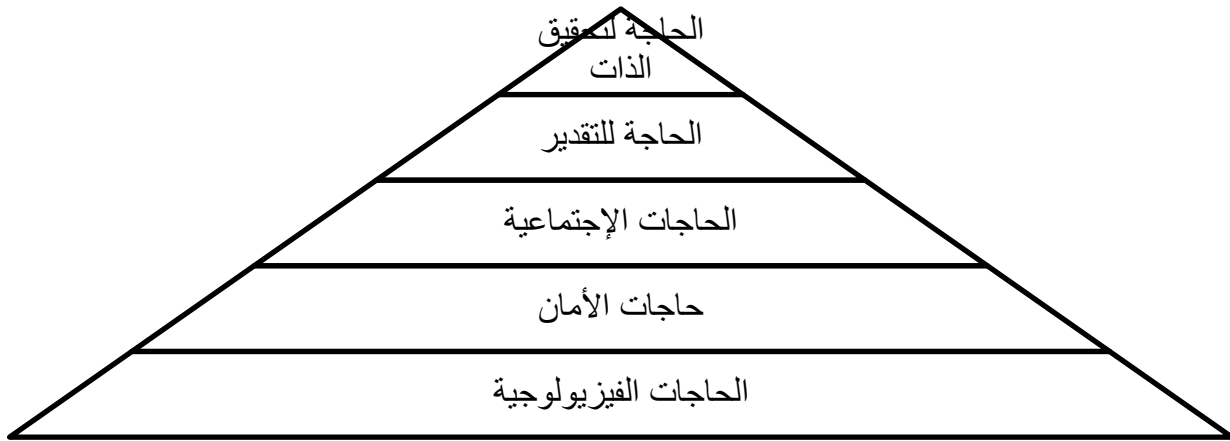 الحاجة لتحقيق
الذات
الحاجة للتقدير
الحاجات الإجتماعية
حاجات الأمان
الحاجات الفيزيولوجية